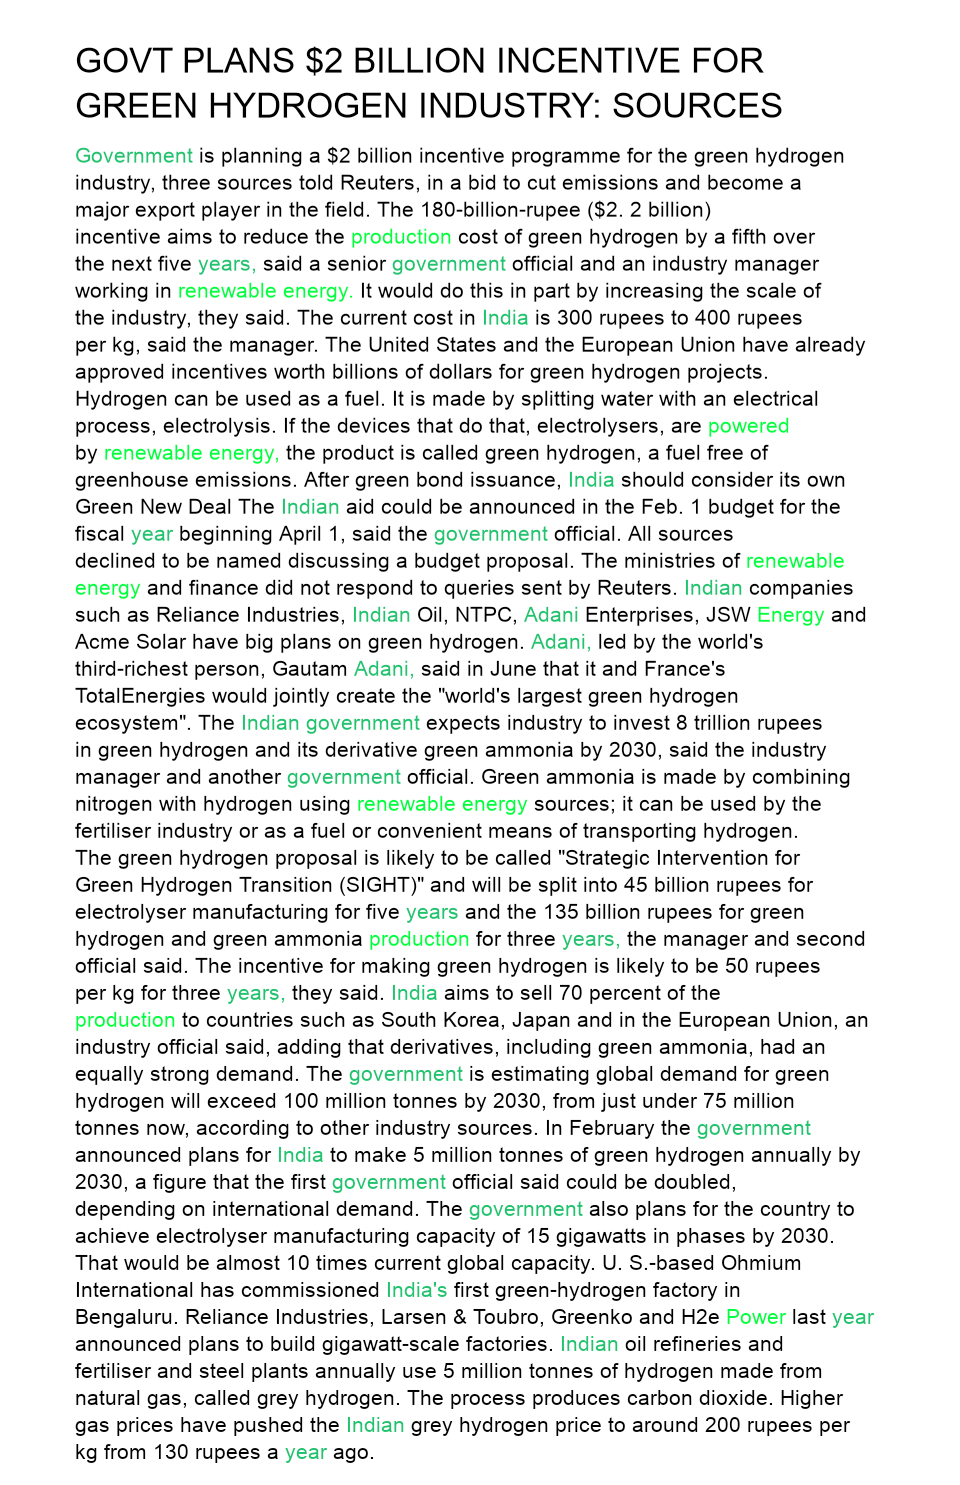 GOVT PLANS $2 BILLION INCENTIVE FOR
GREEN HYDROGEN INDUSTRY: SOURCES
Government is planning a $2 billion incentive programme for the green hydrogen
industry, three sources told Reuters, in a bid to cut emissions and become a
major export player in the field. The 180-billion-rupee ($2. 2 billion)
incentive aims to reduce the production cost of green hydrogen by a fifth over
the next five years, said a senior government official and an industry manager
working in renewable energy. It would do this in part by increasing the scale of
the industry, they said. The current cost in India is 300 rupees to 400 rupees
per kg, said the manager. The United States and the European Union have already
approved incentives worth billions of dollars for green hydrogen projects.
Hydrogen can be used as a fuel. It is made by splitting water with an electrical
process, electrolysis. If the devices that do that, electrolysers, are powered
by renewable energy, the product is called green hydrogen, a fuel free of
greenhouse emissions. After green bond issuance, India should consider its own
Green New Deal The Indian aid could be announced in the Feb. 1 budget for the
fiscal year beginning April 1, said the government official. All sources
declined to be named discussing a budget proposal. The ministries of renewable
energy and finance did not respond to queries sent by Reuters. Indian companies
such as Reliance Industries, Indian Oil, NTPC, Adani Enterprises, JSW Energy and
Acme Solar have big plans on green hydrogen. Adani, led by the world's
third-richest person, Gautam Adani, said in June that it and France's
TotalEnergies would jointly create the "world's largest green hydrogen
ecosystem". The Indian government expects industry to invest 8 trillion rupees
in green hydrogen and its derivative green ammonia by 2030, said the industry
manager and another government official. Green ammonia is made by combining
nitrogen with hydrogen using renewable energy sources; it can be used by the
fertiliser industry or as a fuel or convenient means of transporting hydrogen.
The green hydrogen proposal is likely to be called "Strategic Intervention for
Green Hydrogen Transition (SIGHT)" and will be split into 45 billion rupees for
electrolyser manufacturing for five years and the 135 billion rupees for green
hydrogen and green ammonia production for three years, the manager and second
official said. The incentive for making green hydrogen is likely to be 50 rupees
per kg for three years, they said. India aims to sell 70 percent of the
production to countries such as South Korea, Japan and in the European Union, an
industry official said, adding that derivatives, including green ammonia, had an
equally strong demand. The government is estimating global demand for green
hydrogen will exceed 100 million tonnes by 2030, from just under 75 million
tonnes now, according to other industry sources. In February the government
announced plans for India to make 5 million tonnes of green hydrogen annually by
2030, a figure that the first government official said could be doubled,
depending on international demand. The government also plans for the country to
achieve electrolyser manufacturing capacity of 15 gigawatts in phases by 2030.
That would be almost 10 times current global capacity. U. S.-based Ohmium
International has commissioned India's first green-hydrogen factory in
Bengaluru. Reliance Industries, Larsen & Toubro, Greenko and H2e Power last year
announced plans to build gigawatt-scale factories. Indian oil refineries and
fertiliser and steel plants annually use 5 million tonnes of hydrogen made from
natural gas, called grey hydrogen. The process produces carbon dioxide. Higher
gas prices have pushed the Indian grey hydrogen price to around 200 rupees per
kg from 130 rupees a year ago.